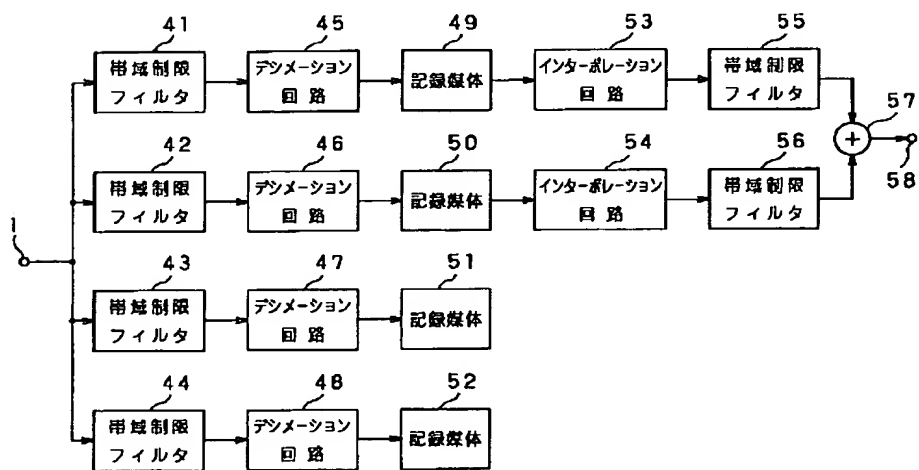 41
45
49
53
55
帯域制限
フィルタ
デシメーション
回路
記録媒体
インターポレーション
回路
帯域制限
フィルタ
57
+
58
42
46
50
54
56
帯域制限
フィルタ
デシメーション
回路
記録媒体
インターポレーション
回路
帯域制限
フィルタ
1
43
47
51
帯域制限
フィルタ
デシメーション
回路
記録媒体
44
48
52
帯域制限
フィルタ
デシメーション
回路
記録媒体